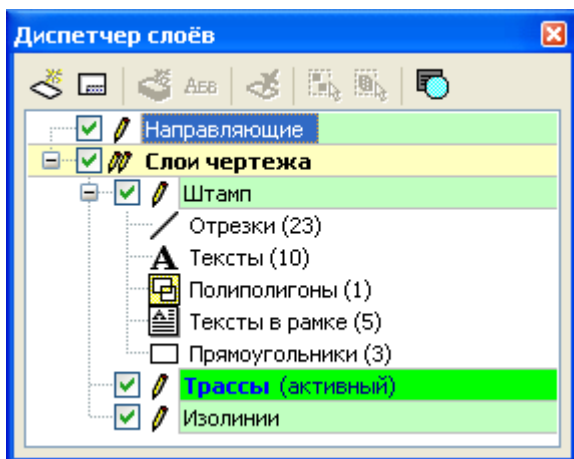 Диспетчер слоёв
АБВ
Направляющие
Слои чертежа
Штамп
Отрезки (23)
A Тексты (10)
Полиполигоны (1)
Тексты в рамке (5)
Прямоугольники (3)
Трассы (активный)
Изолинии